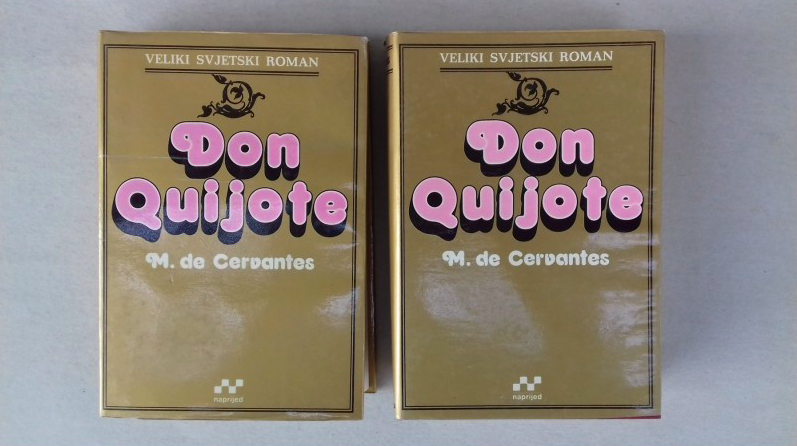 VELIKI SVJETSKI ROMAN
Don
Quijote
M. de Cervantes
naprijed
VELIKI SVJETSKI ROMAN
Don
Quijote
M. de Cervantes
naprijed